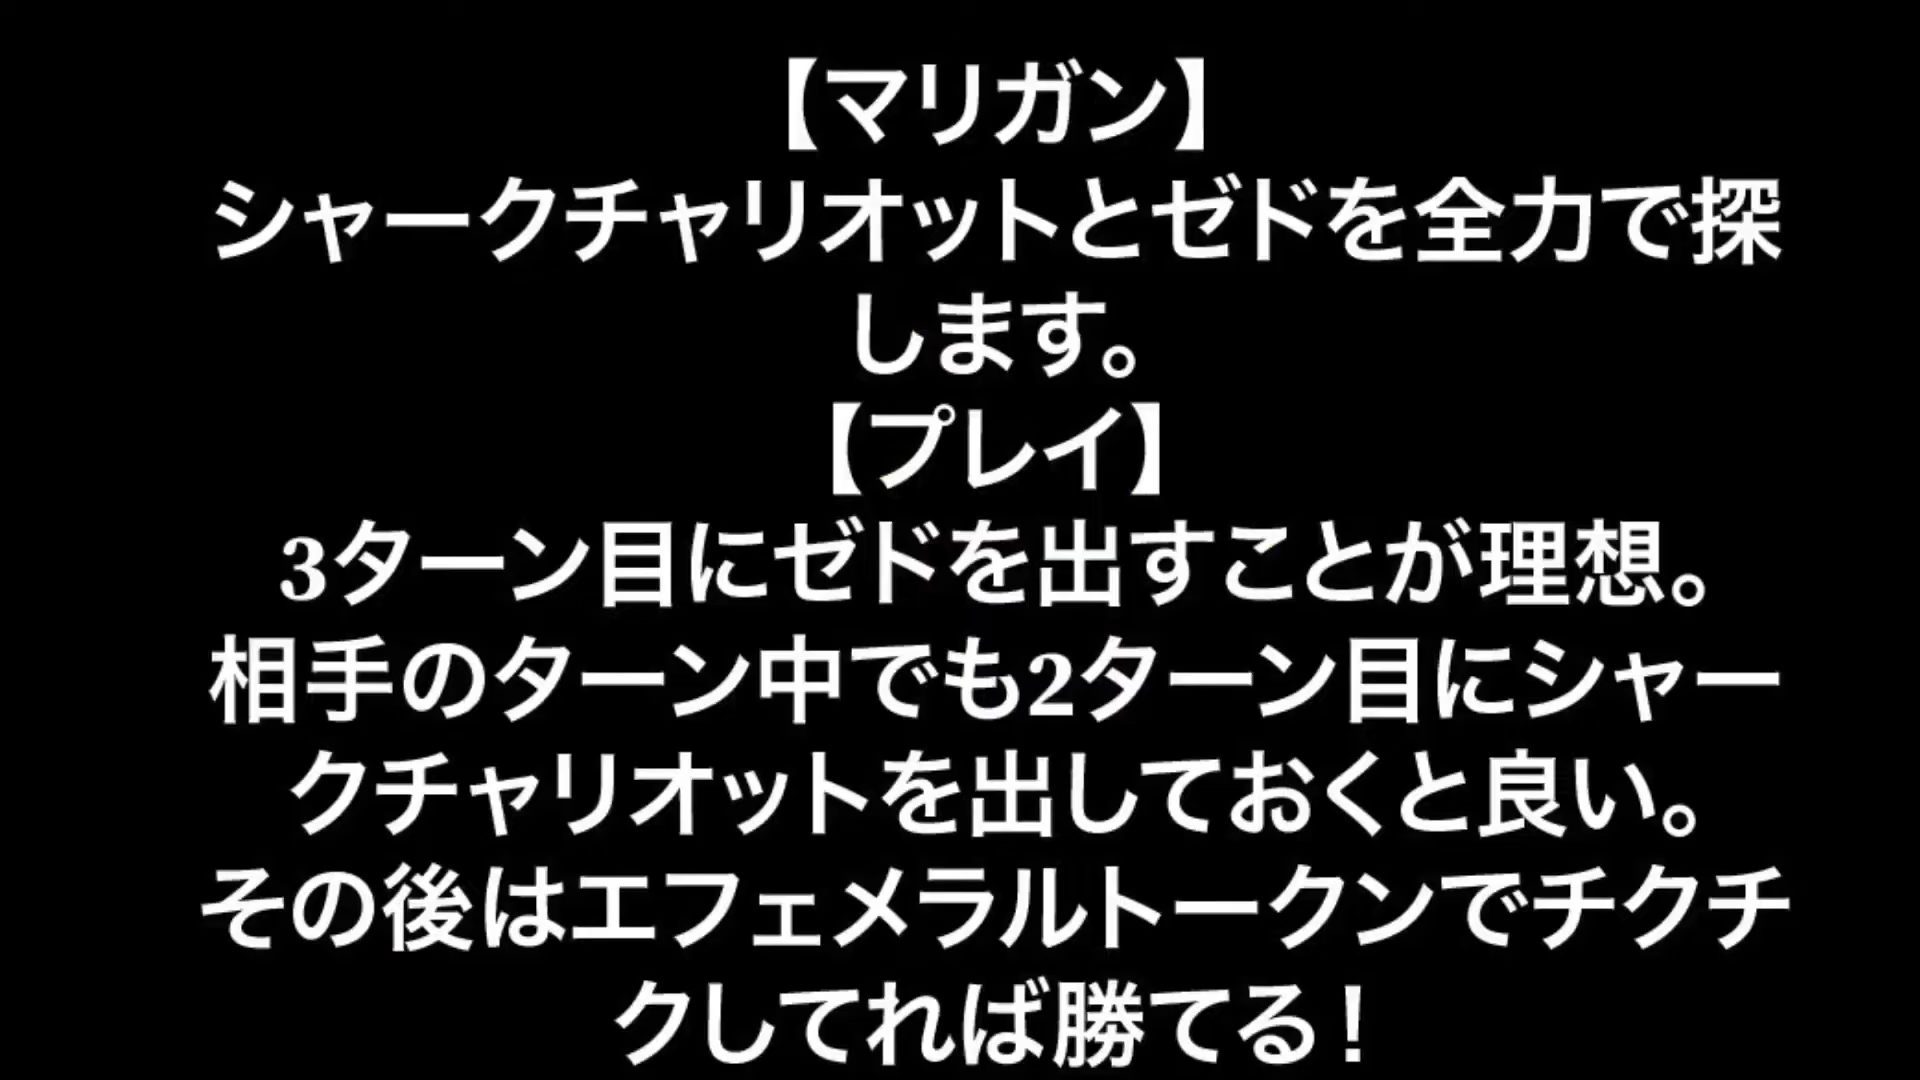 【マリガン】
シャークチャリオットとゼドを全力で探
します。
【プレイ】
3ターン目にゼドを出すことが理想。
相手のターン中でも2ターン目にシャー
クチャリオットを出しておくと良い。
その後はエフェメラルトークンでチクチ
クしてれば勝てる！